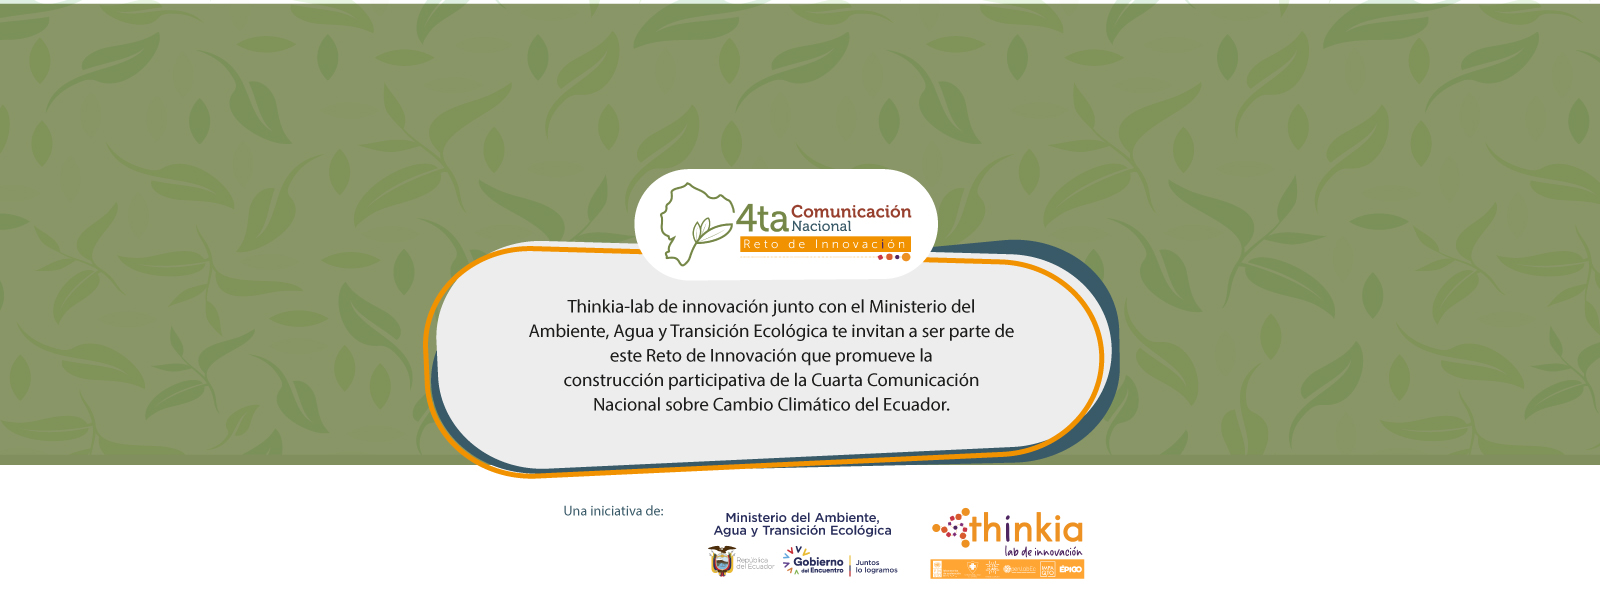 4ta Comunicación
Nacional
Reto de Innovación
Thinkia-lab de innovación junto con el Ministerio del
Ambiente, Agua y Transición Ecológica te invitan a ser parte de
este Reto de Innovación que promueve la
construcción participativa de la Cuarta Comunicación
Nacional sobre Cambio Climático del Ecuador.
Una iniciativa de:
Ministerio del Ambiente,
Agua y Transición Ecológica
República
del Ecuador
Gobierno
del Encuentro
Juntos
lo logramos
thinkia
lab de innovación
ÉPICO